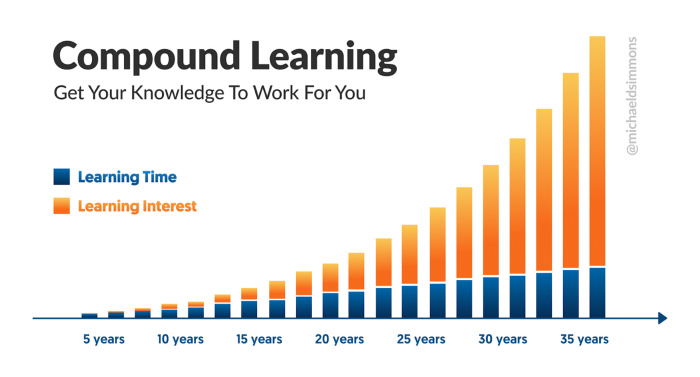 Compound Learning
Get Your Knowledge To Work For You
Learning Time
Learning Interest
@michaeldsimmons
5 years
10 years
15 years
20 years
25 years
30 years
35 years